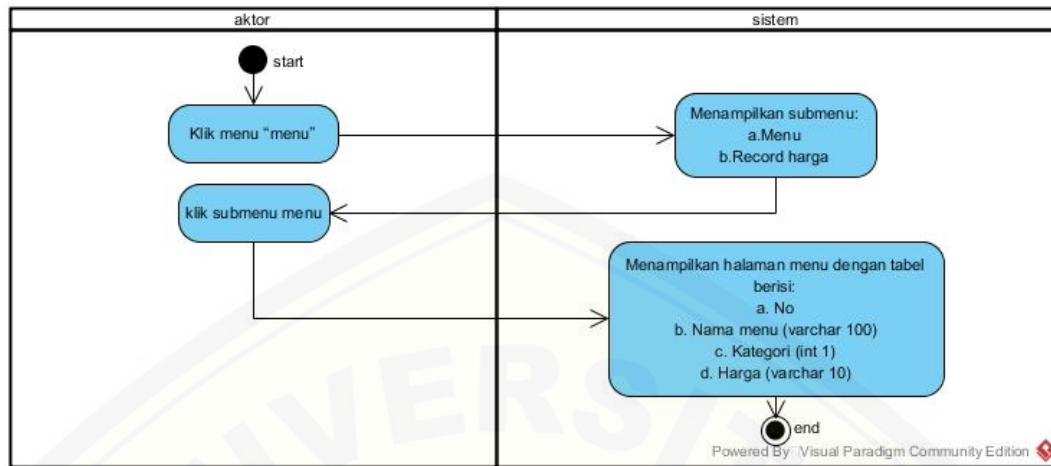 aktor
sistem
start
Klik menu “menu”
Menampilkan submenu:
a.Menu
b.Record harga
klik submenu menu
Menampilkan halaman menu dengan tabel
berisi:
a. No
b. Nama menu (varchar 100)
c. Kategori (int 1)
d. Harga (varchar 10)
end
Powered By Visual Paradigm Community Edition
UNIVERSIT